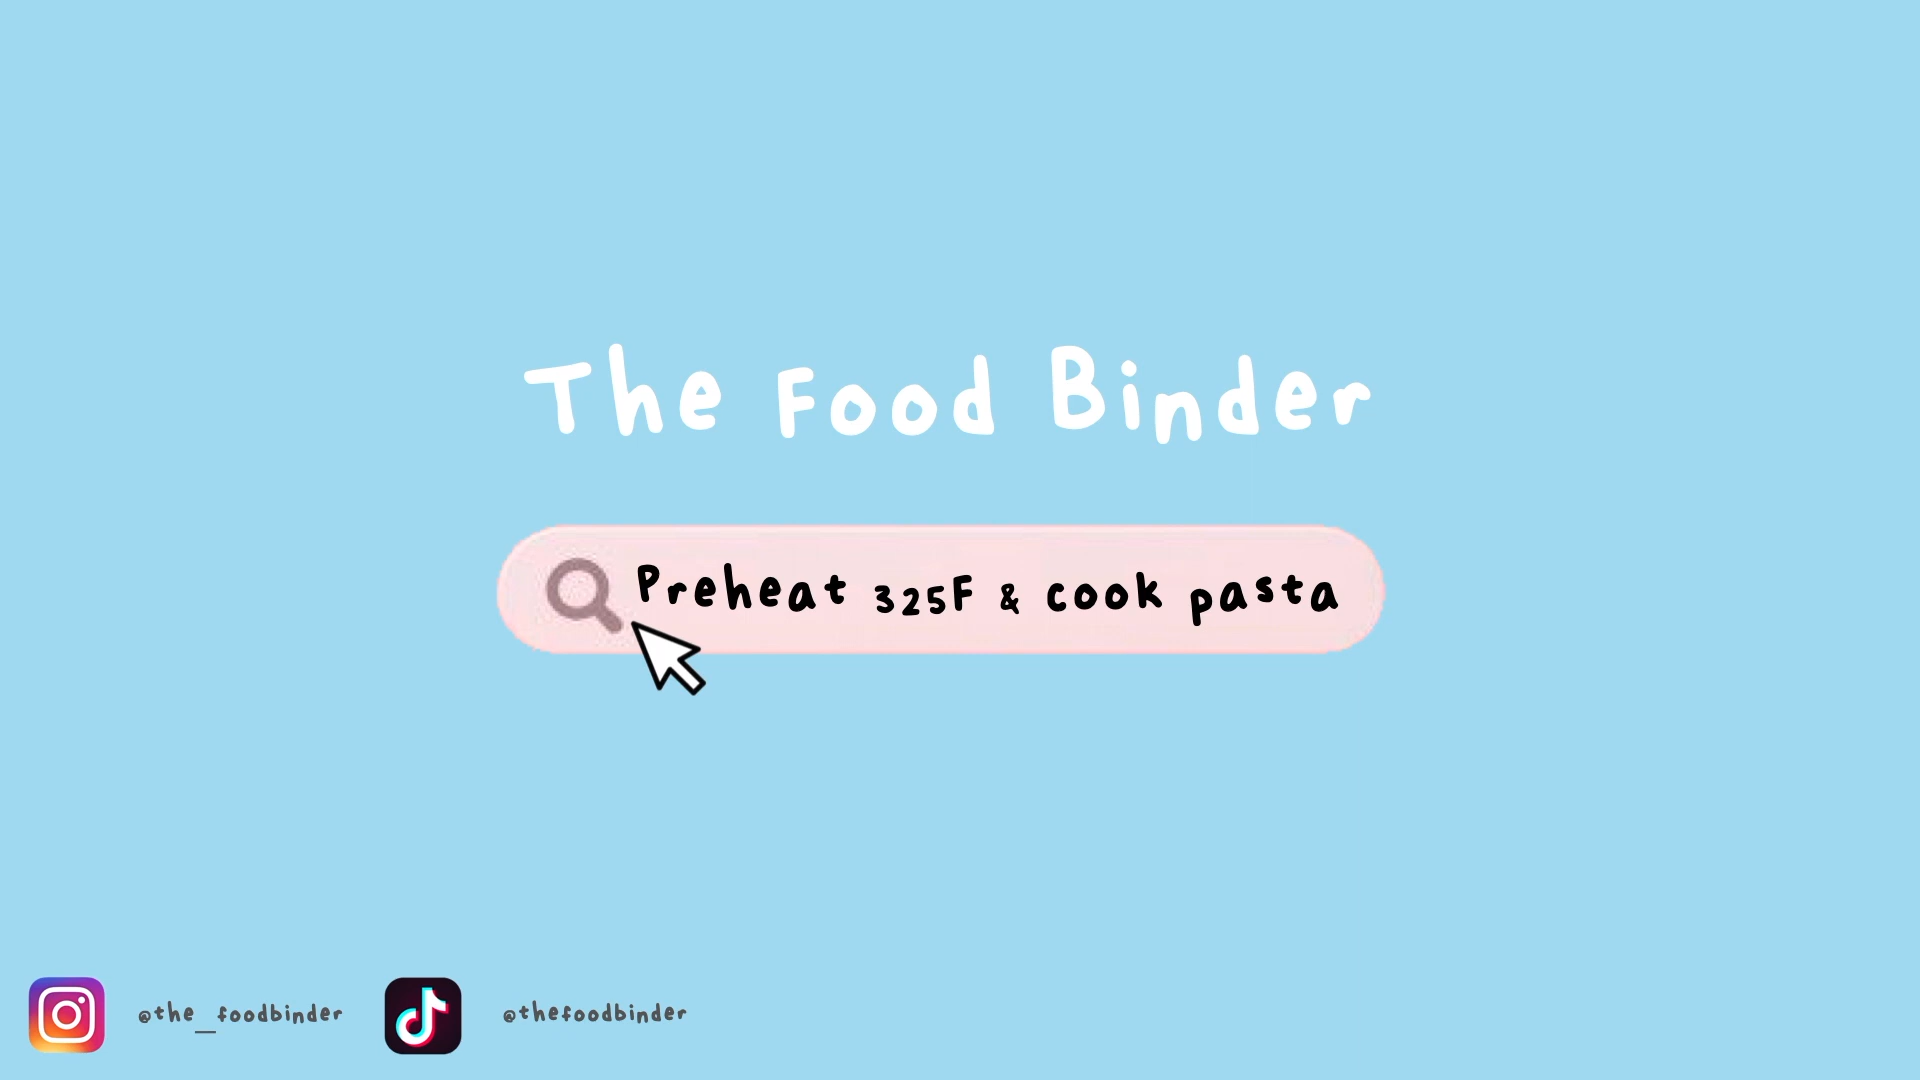 The Food Binder
Preheat 325F & cook pasta
@the_foodbinder
@thefoodbinder